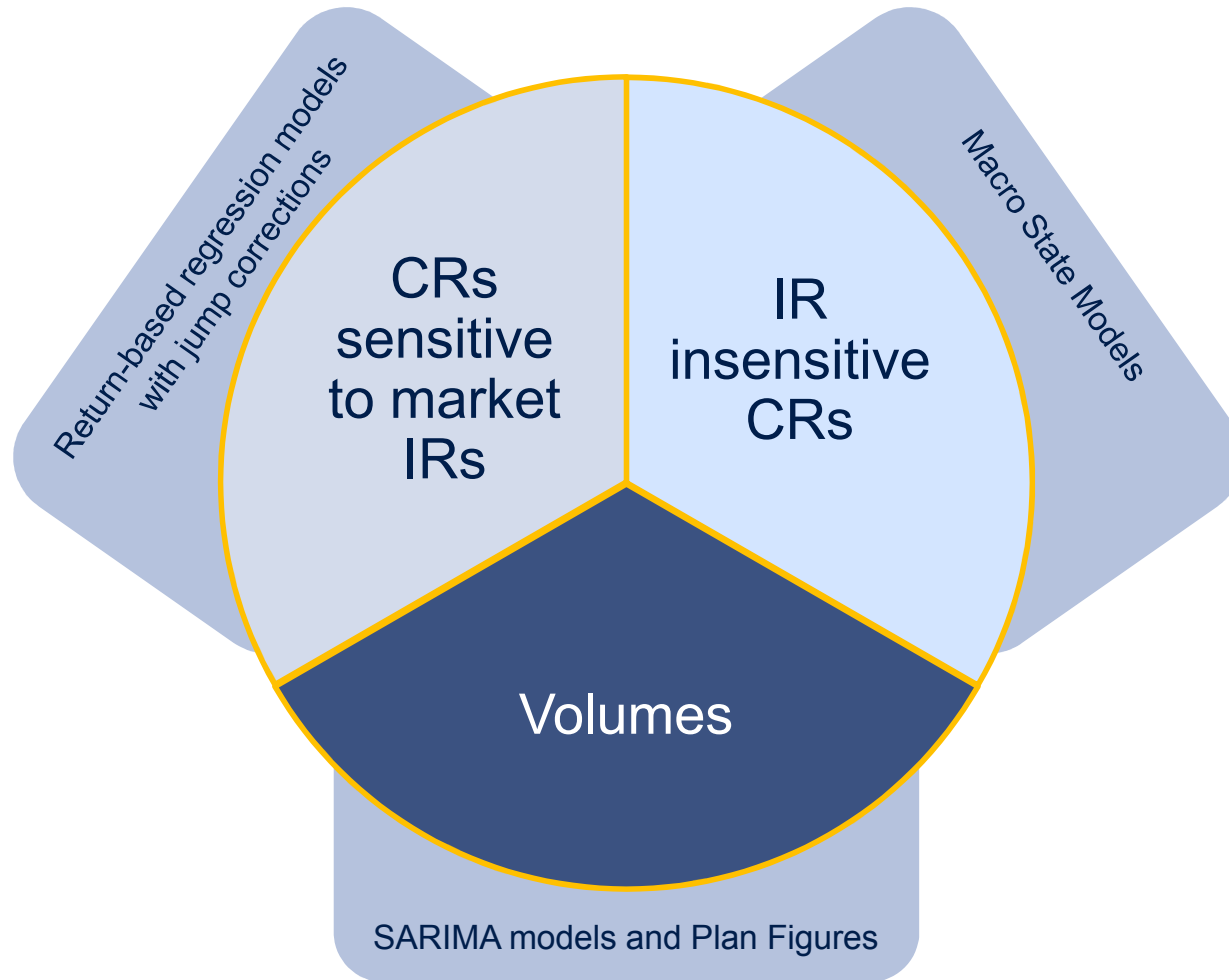 Return-based regression models
with jump corrections
Macro State Models
CRs
sensitive
to market
IRs
IR
insensitive
CRs
Volumes
SARIMA models and Plan Figures